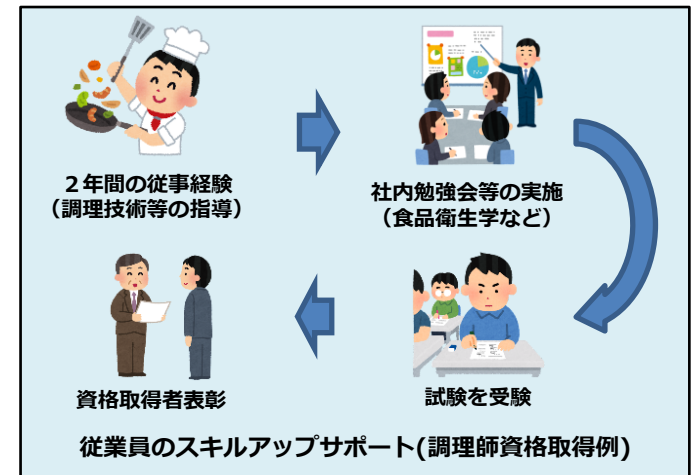 ２年間の従事経験
（調理技術等の指導）
社内勉強会等の実施
（食品衛生学など）
試験を受験
資格取得者表彰
従業員のスキルアップサポート(調理師資格取得例)